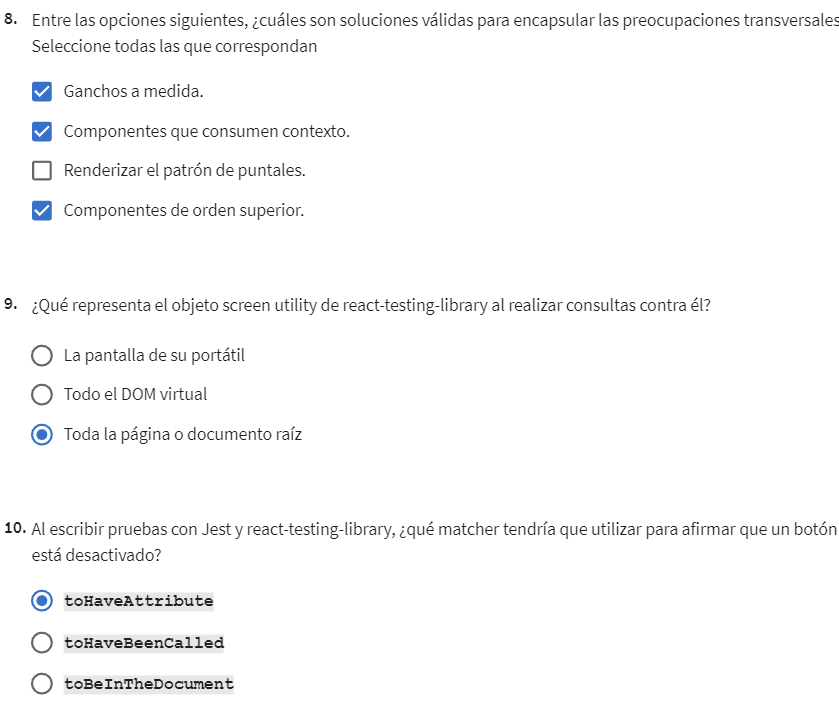 8. Entre las opciones siguientes, ¿cuáles son soluciones válidas para encapsular las preocupaciones transversales
Seleccione todas las que correspondan
Ganchos a medida.
Componentes que consumen contexto.
Renderizar el patrón de puntales.
Componentes de orden superior.
9. ¿Qué representa el objeto screen utility de react-testing-library al realizar consultas contra él?
La pantalla de su portátil
Todo el DOM virtual
Toda la página o documento raíz
10. Al escribir pruebas con Jest y react-testing-library, ¿qué matcher tendría que utilizar para afirmar que un botón
está desactivado?
toHaveAttribute
toHaveBeenCalled
toBeInTheDocument